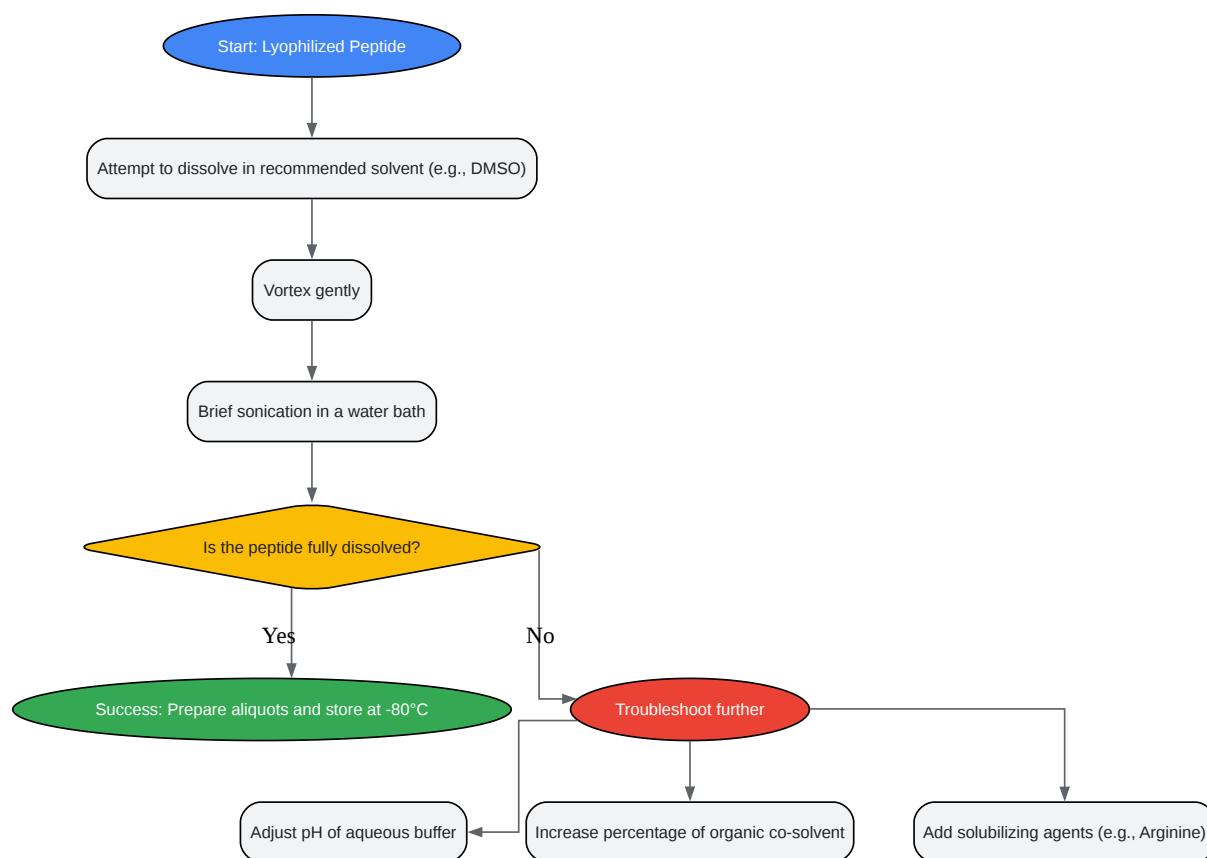 Start: Lyophilized Peptide
Attempt to dissolve in recommended solvent (e.g., DMSO)
Vortex gently
Brief sonication in a water bath
Is the peptide fully dissolved?
Yes
No
Success: Prepare aliquots and store at -80°C
Troubleshoot further
Adjust pH of aqueous buffer
Increase percentage of organic co-solvent
Add solubilizing agents (e.g., Arginine)